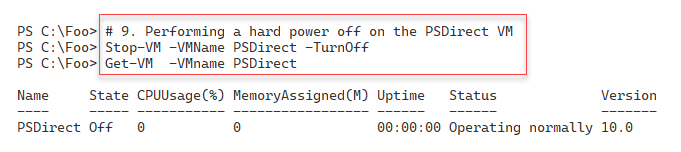 PS C:\Foo> # 9. Performing a hard power off on the PSDirect VM
PS C:\Foo> Stop-VM -VMName PSDirect -TurnOff
PS C:\Foo> Get-VM  -VMname PSDirect
Name     State CPUUsage(%) MemoryAssigned(M) Uptime   Status             Version
----     ----- ----------- ----------------- ------   ------             -------
PSDirect Off   0           0                 00:00:00 Operating normally 10.0